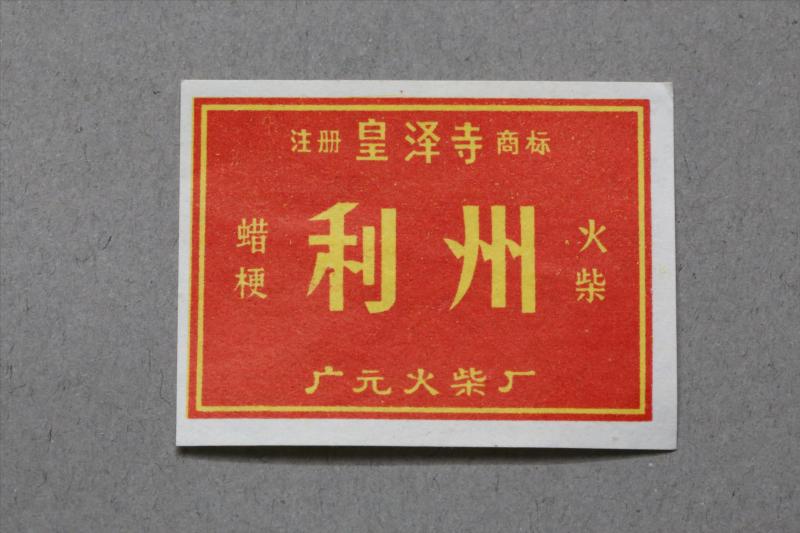 注册 皇泽寺 商标
蜡梗
利州
火柴
广元火柴厂